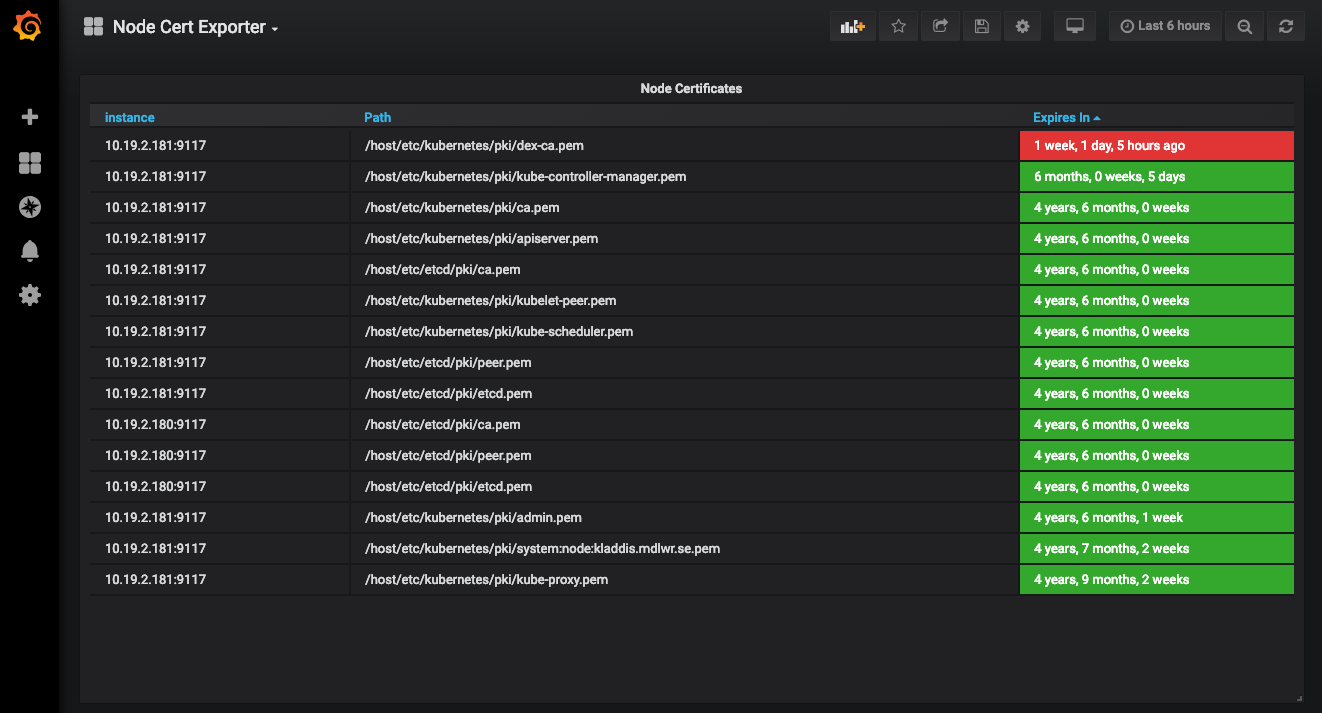 Node Cert Exporter
Last 6 hours
Node Certificates
instance Path Expires In
10.19.2.181:9117 /host/etc/kubernetes/pki/dex-ca.pem 1 week, 1 day, 5 hours ago
10.19.2.181:9117 /host/etc/kubernetes/pki/kube-controller-manager.pem 6 months, 0 weeks, 5 days
10.19.2.181:9117 /host/etc/kubernetes/pki/ca.pem 4 years, 6 months, 0 weeks
10.19.2.181:9117 /host/etc/kubernetes/pki/apiserver.pem 4 years, 6 months, 0 weeks
10.19.2.181:9117 /host/etc/etcd/pki/ca.pem 4 years, 6 months, 0 weeks
10.19.2.181:9117 /host/etc/kubernetes/pki/kubelet-peer.pem 4 years, 6 months, 0 weeks
10.19.2.181:9117 /host/etc/kubernetes/pki/kube-scheduler.pem 4 years, 6 months, 0 weeks
10.19.2.181:9117 /host/etc/etcd/pki/peer.pem 4 years, 6 months, 0 weeks
10.19.2.181:9117 /host/etc/etcd/pki/etcd.pem 4 years, 6 months, 0 weeks
10.19.2.180:9117 /host/etc/etcd/pki/ca.pem 4 years, 6 months, 0 weeks
10.19.2.180:9117 /host/etc/etcd/pki/peer.pem 4 years, 6 months, 0 weeks
10.19.2.180:9117 /host/etc/etcd/pki/etcd.pem 4 years, 6 months, 0 weeks
10.19.2.181:9117 /host/etc/kubernetes/pki/admin.pem 4 years, 6 months, 1 week
10.19.2.181:9117 /host/etc/kubernetes/pki/system:node:kladdis.mdlwr.se.pem 4 years, 7 months, 2 weeks
10.19.2.181:9117 /host/etc/kubernetes/pki/kube-proxy.pem 4 years, 9 months, 2 weeks